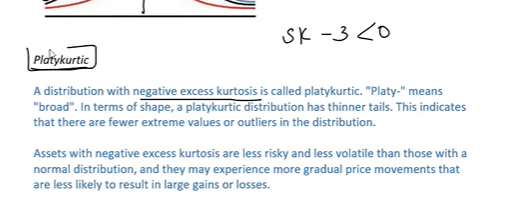 SK - 3 < 0
Platykurtic
A distribution with negative excess kurtosis is called platykurtic. "Platy-" means
"broad". In terms of shape, a platykurtic distribution has thinner tails. This indicates
that there are fewer extreme values or outliers in the distribution.
Assets with negative excess kurtosis are less risky and less volatile than those with a
normal distribution, and they may experience more gradual price movements that
are less likely to result in large gains or losses.